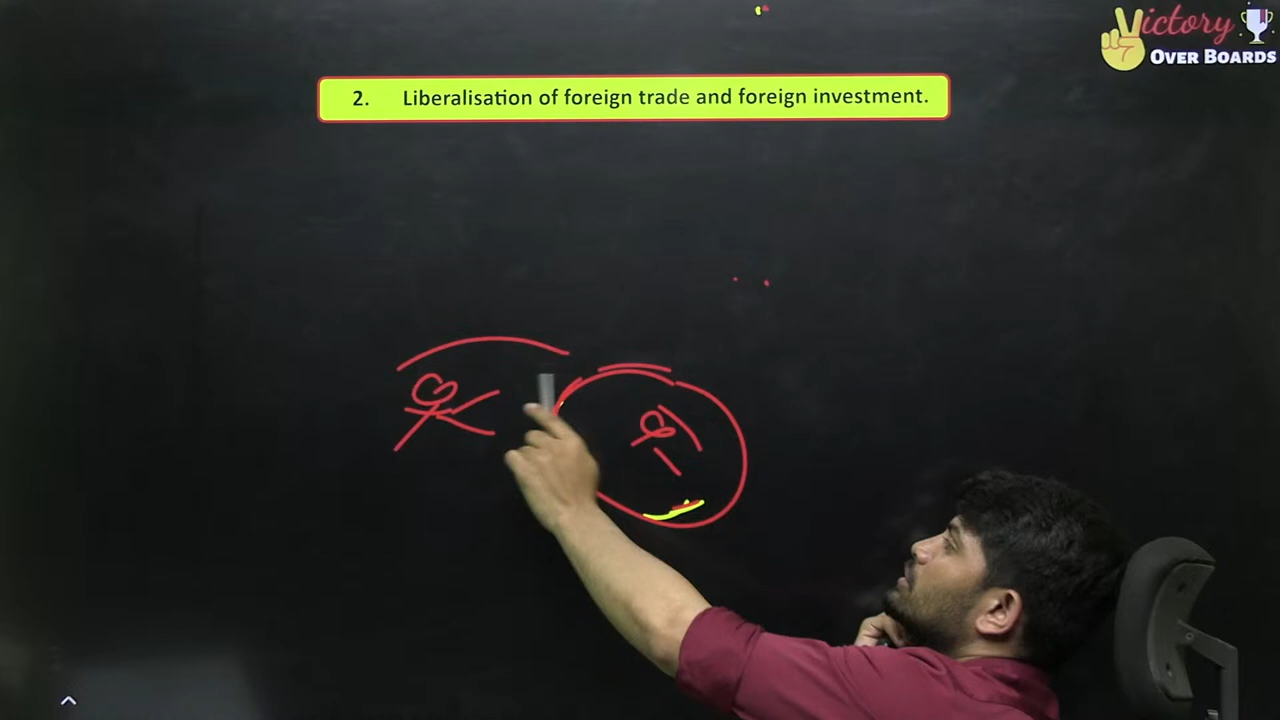 Victory
Over Boards
2. Liberalisation of foreign trade and foreign investment.